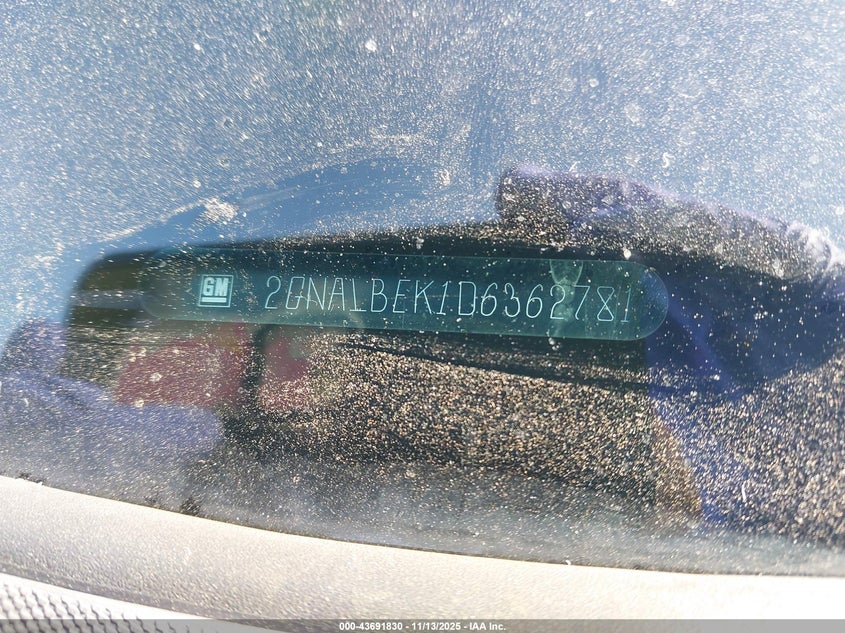 GM 2GNALBEK1D6362781
000-43691830 - 11/13/2025 - IAA Inc.